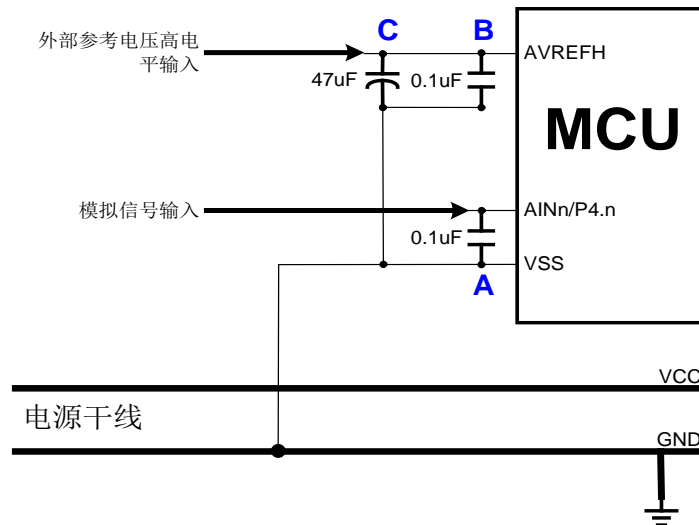 C
B
外部参考电压高电
平输入
AVREFH
47uF
0.1uF
MCU
模拟信号输入
AINn/P4.n
0.1uF
VSS
A
VCC
电源干线
GND